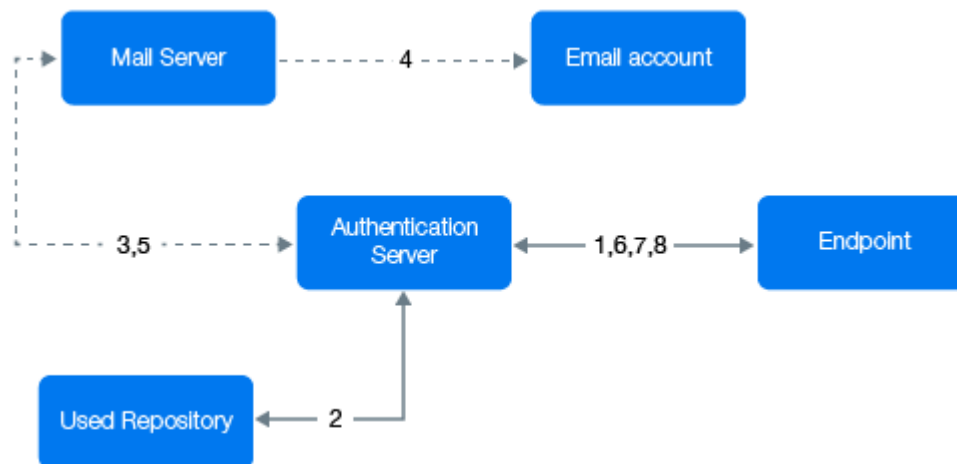 Mail Server
4
Email account
3,5
Authentication
Server
1,6,7,8
Endpoint
Used Repository
2